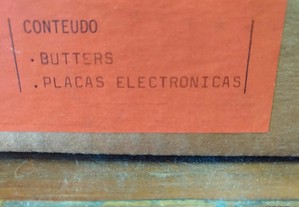 CONTEUDO
.BUTTERS
.PLACAS ELECTRONICAS